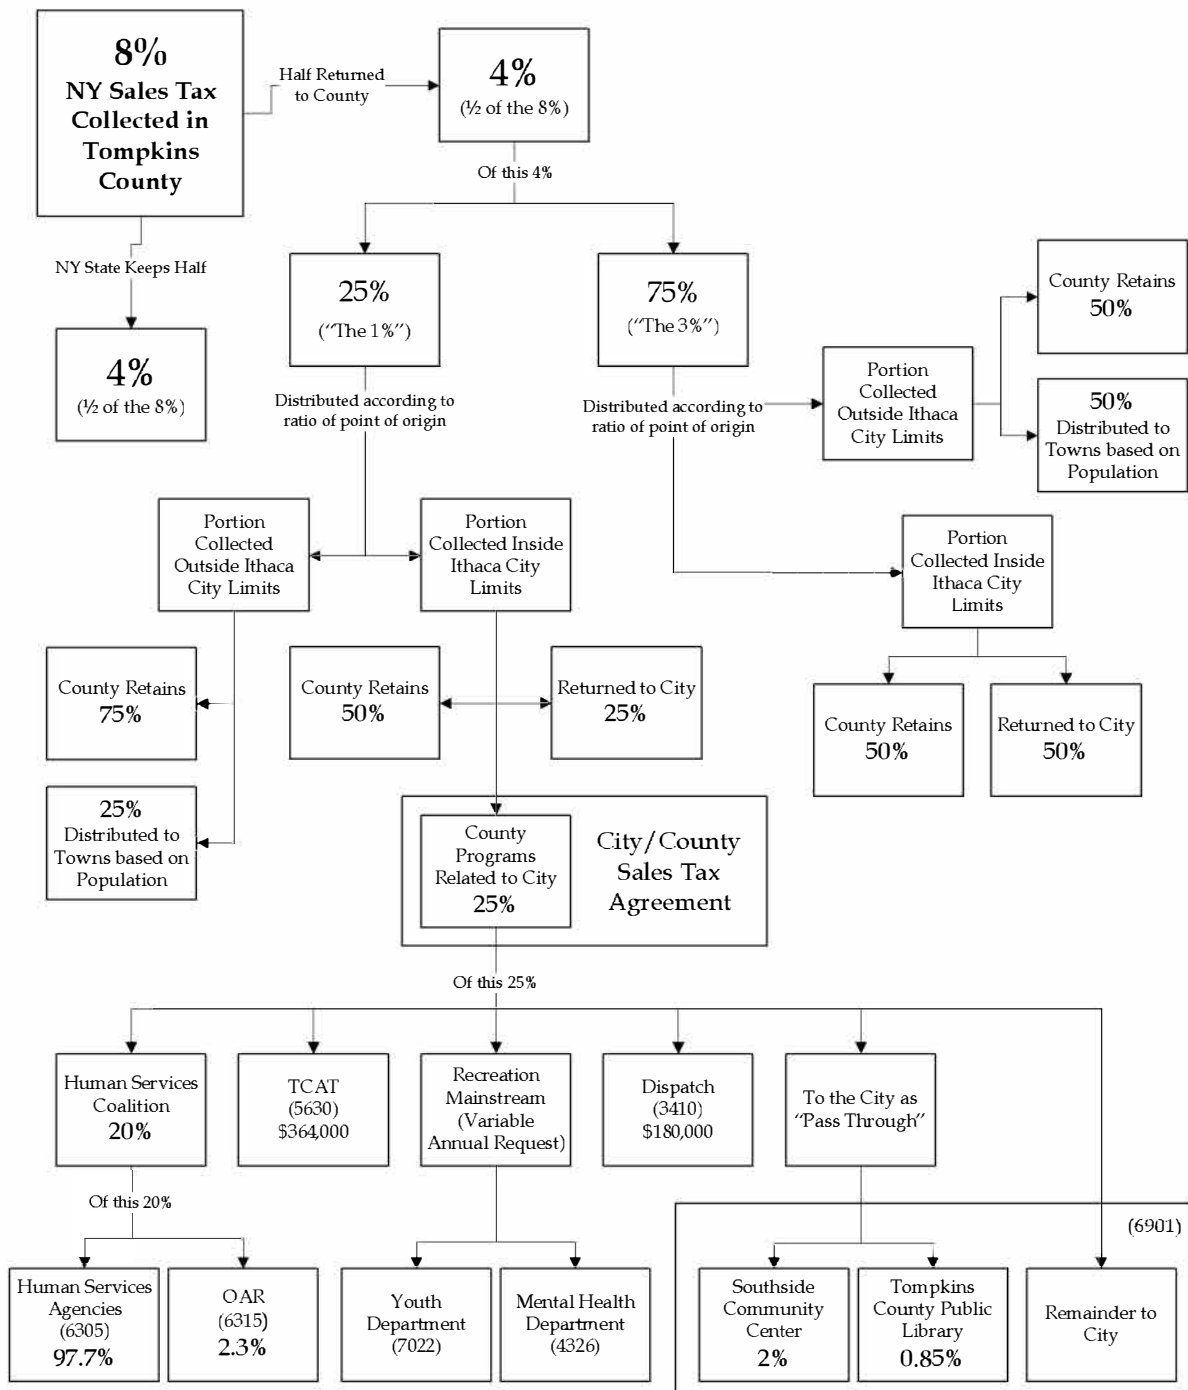 8%
NY Sales Tax
Collected in
Tompkins
County
Half Returned
to County
4%
(½ of the 8%)
Of this 4%
NY State Keeps Half
4%
(½ of the 8%)
25%
("The 1%")
75%
("The 3%")
Distributed according to
ratio of point of origin
Distributed according to
ratio of point of origin
Portion
Collected
Outside Ithaca
City Limits
County Retains
50%
50%
Distributed to
Towns based on
Population
Portion
Collected
Outside Ithaca
City Limits
Portion
Collected Inside
Ithaca City
Limits
Portion
Collected Inside
Ithaca City
Limits
County Retains
75%
County Retains
50%
Returned to City
25%
County Retains
50%
Returned to City
50%
25%
Distributed to
Towns based on
Population
County
Programs
Related to City
25%
City/County
Sales Tax
Agreement
Of this 25%
Human Services
Coalition
20%
TCAT
(5630)
$364,000
Recreation
Mainstream
(Variable
Annual Request)
Dispatch
(3410)
$180,000
To the City as
"Pass Through"
Of this 20%
(6901)
Human Services
Agencies
(6305)
97.7%
OAR
(6315)
2.3%
Youth
Department
(7022)
Mental Health
Department
(4326)
Southside
Community
Center
2%
Tompkins
County Public
Library
0.85%
Remainder to
City